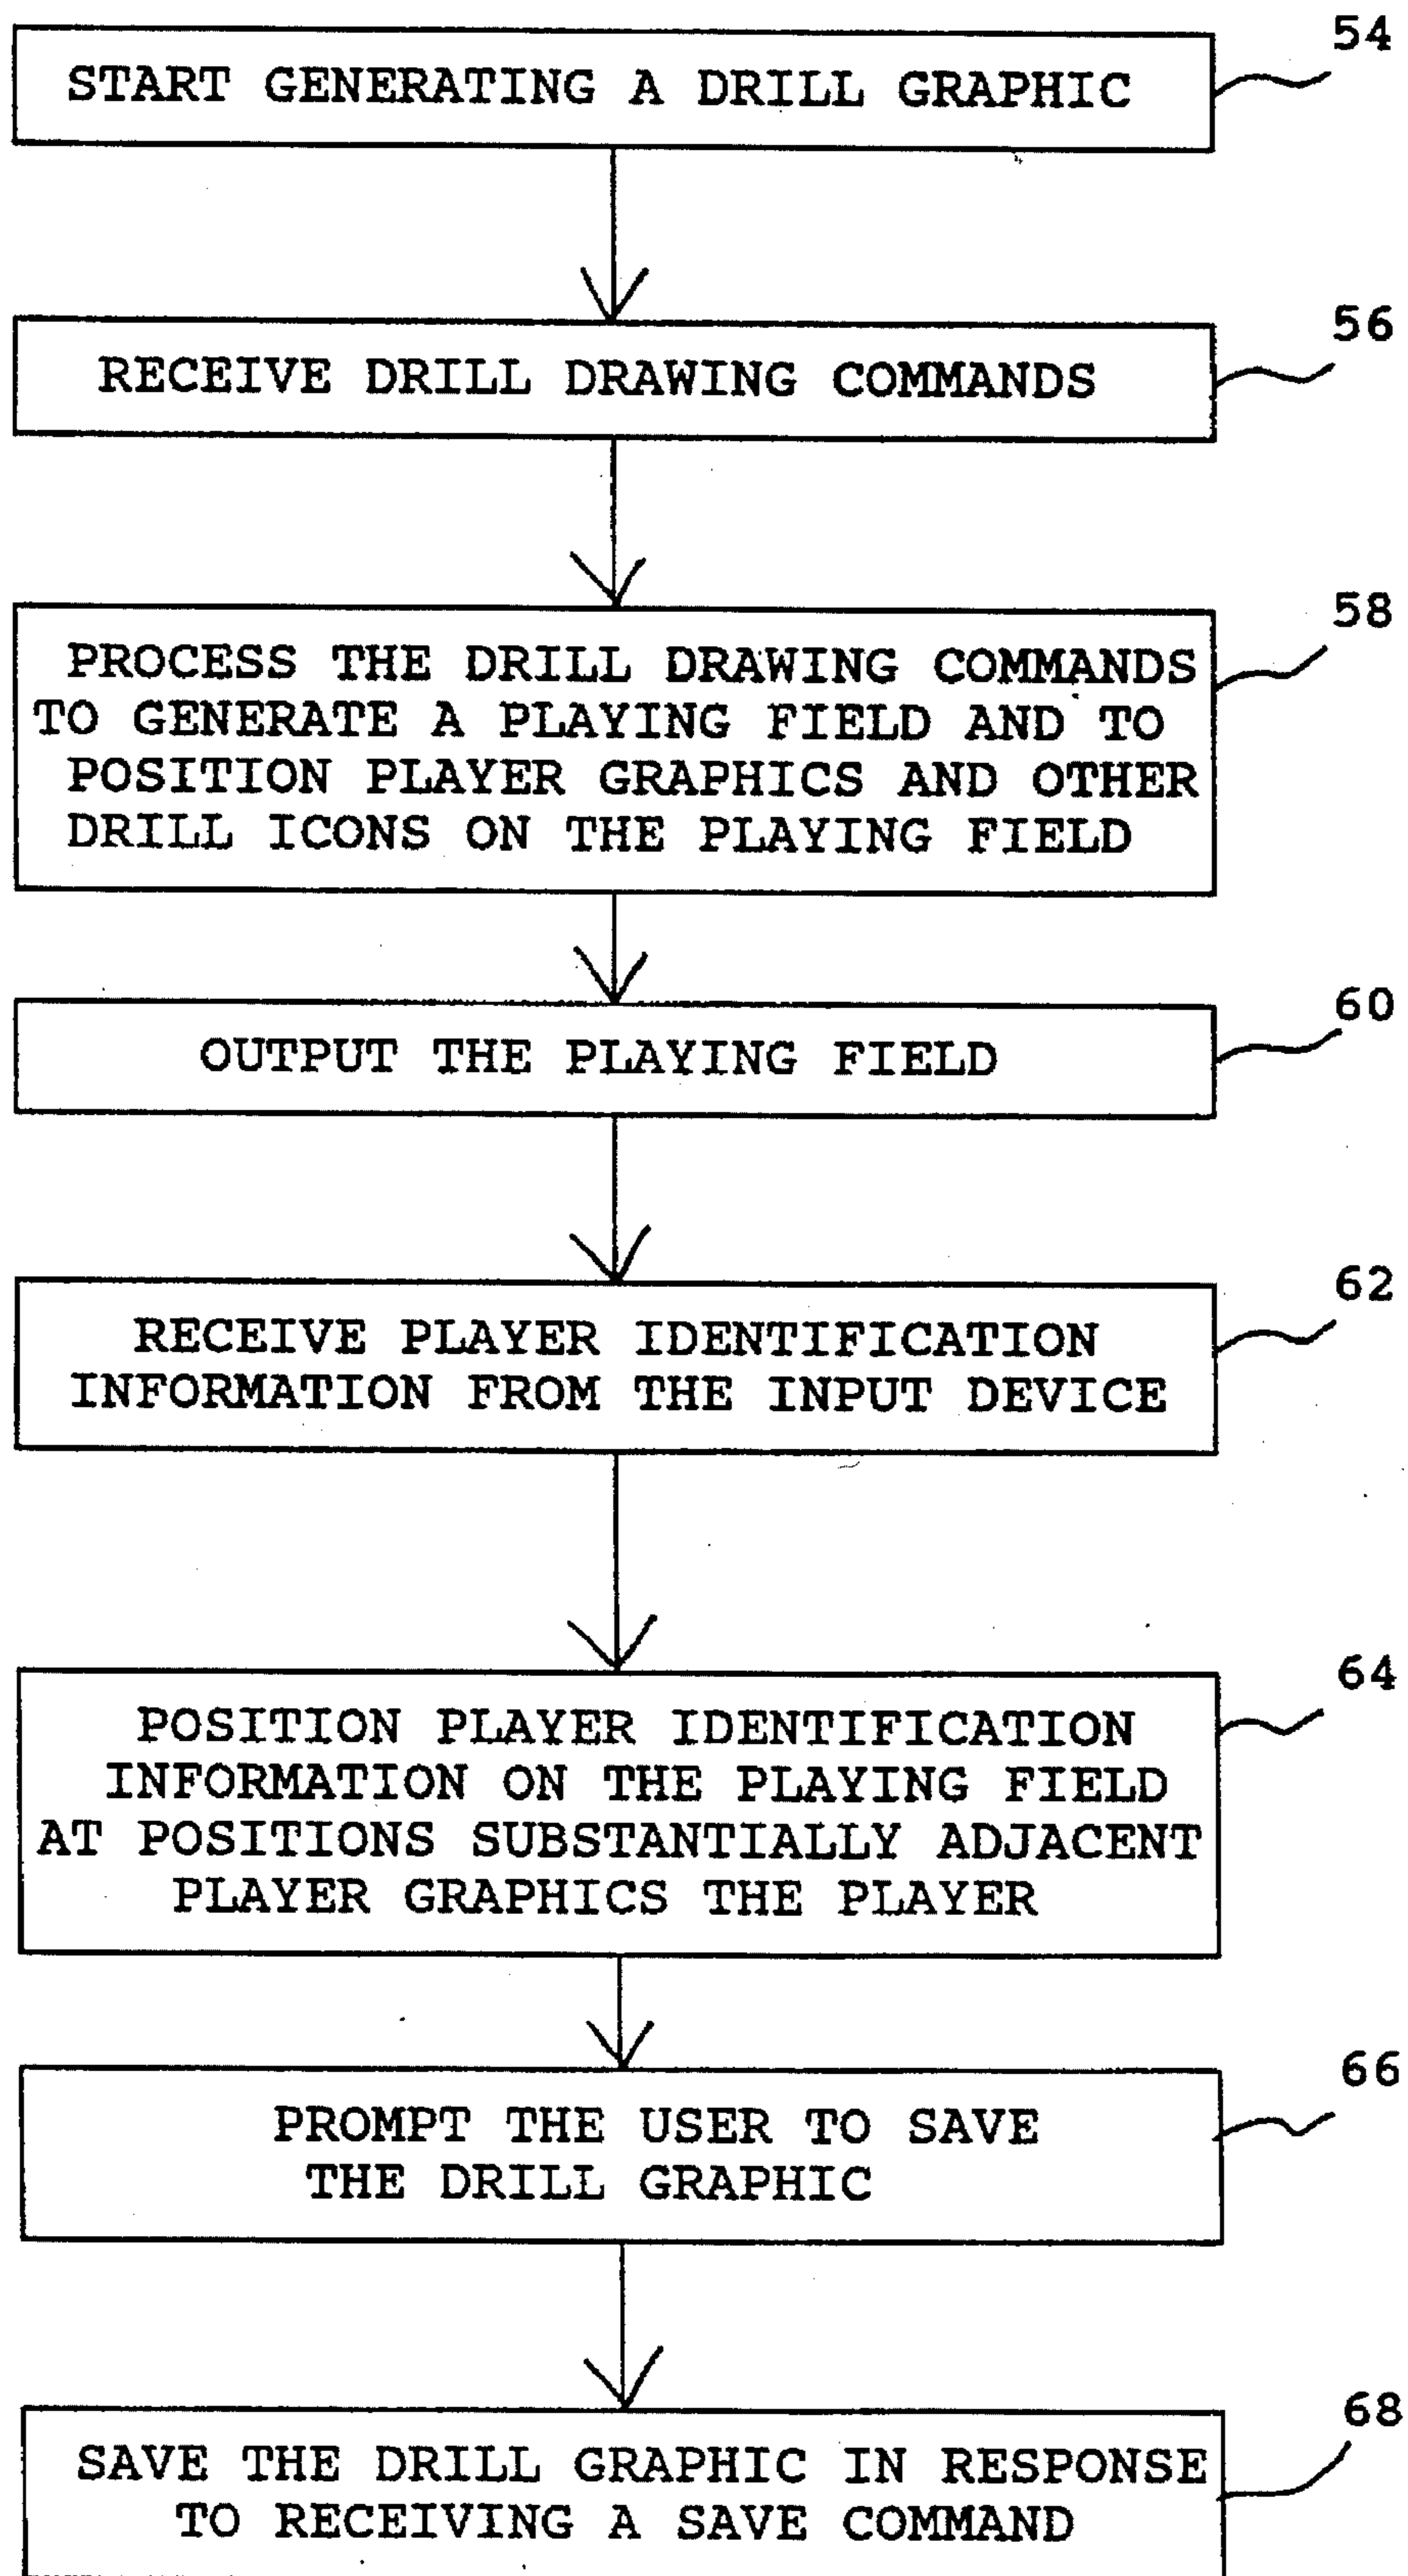 54
START GENERATING A DRILL GRAPHIC
56
RECEIVE DRILL DRAWING COMMANDS
58
PROCESS THE DRILL DRAWING COMMANDS
TO GENERATE A PLAYING FIELD AND TO
POSITION PLAYER GRAPHICS AND OTHER
DRILL ICONS ON THE PLAYING FIELD
60
OUTPUT THE PLAYING FIELD
62
RECEIVE PLAYER IDENTIFICATION
INFORMATION FROM THE INPUT DEVICE
64
POSITION PLAYER IDENTIFICATION
INFORMATION ON THE PLAYING FIELD
AT POSITIONS SUBSTANTIALLY ADJACENT
PLAYER GRAPHICS THE PLAYER
66
PROMPT THE USER TO SAVE
THE DRILL GRAPHIC
68
SAVE THE DRILL GRAPHIC IN RESPONSE
TO RECEIVING A SAVE COMMAND